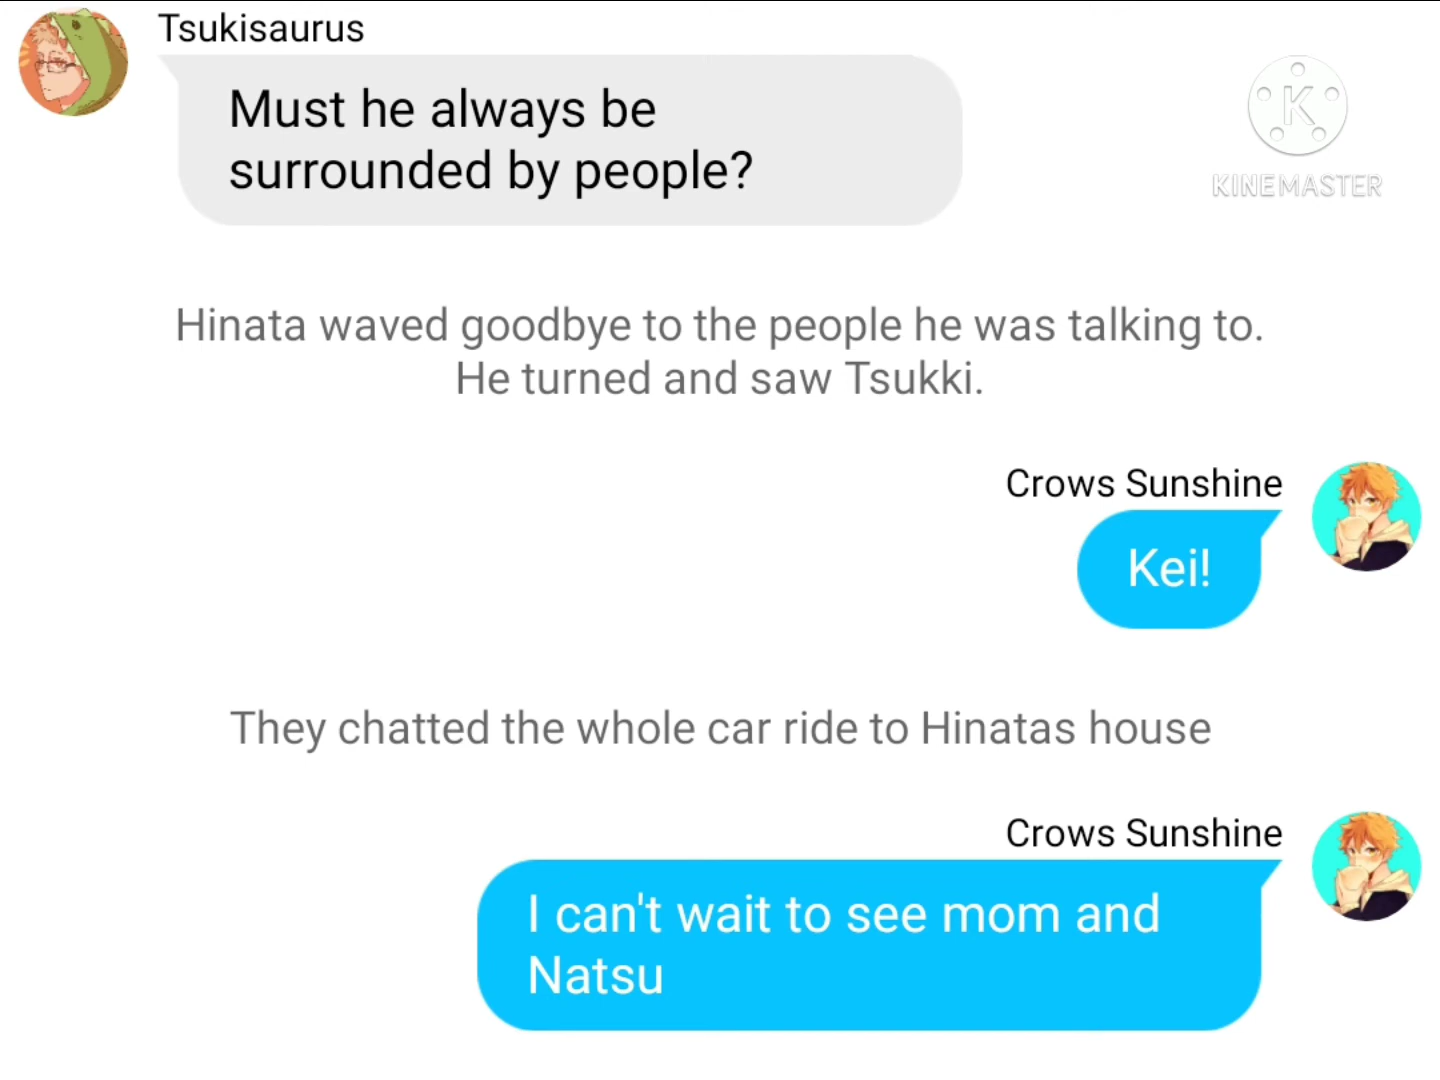 Tsukisaurus
Must he always be
surrounded by people?
K
KINEMASTER
Hinata waved goodbye to the people he was talking to.
He turned and saw Tsukki.
Crows Sunshine
Kei!
They chatted the whole car ride to Hinatas house
Crows Sunshine
I can't wait to see mom and
Natsu